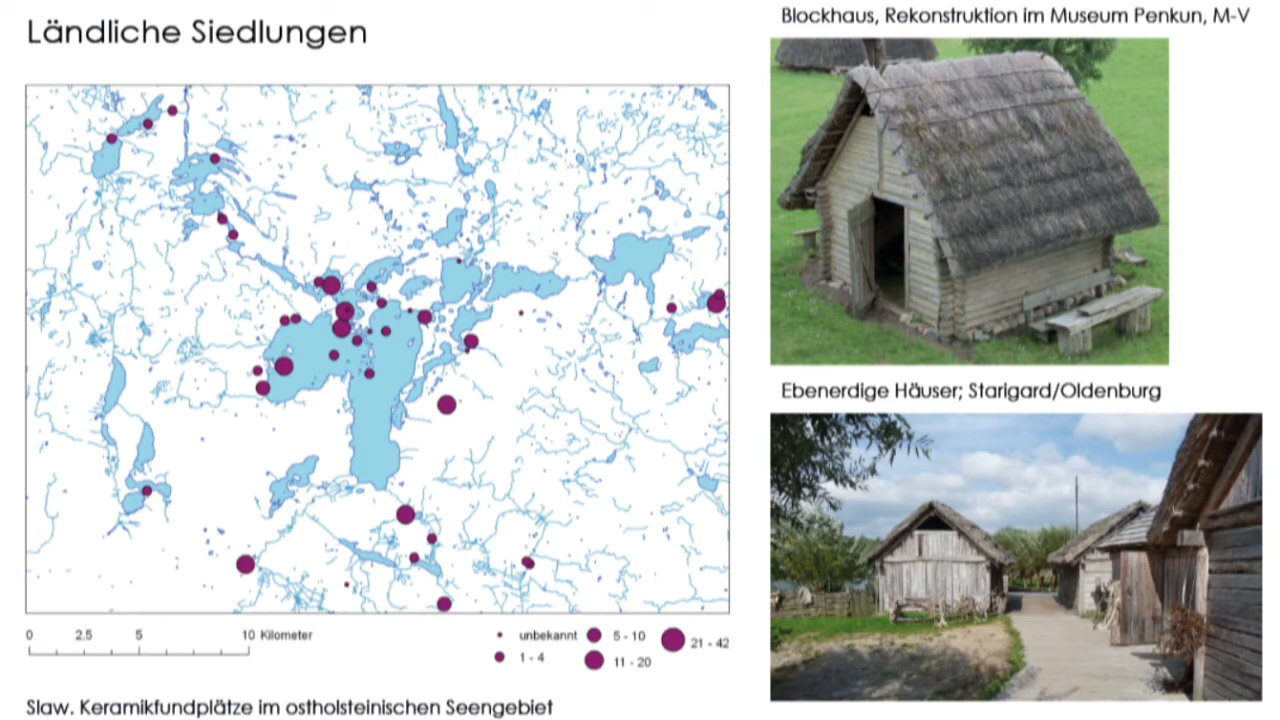 Ländliche Siedlungen
Blockhaus, Rekonstruktion im Museum Penkun, M-V
Ebenerdige Häuser; Starigard/Oldenburg
0 2,5 5 10 Kilometer
unbekannt 5 - 10 21 - 42
1 - 4 11 - 20
Slaw. Keramikfundplätze im ostholsteinischen Seengebiet